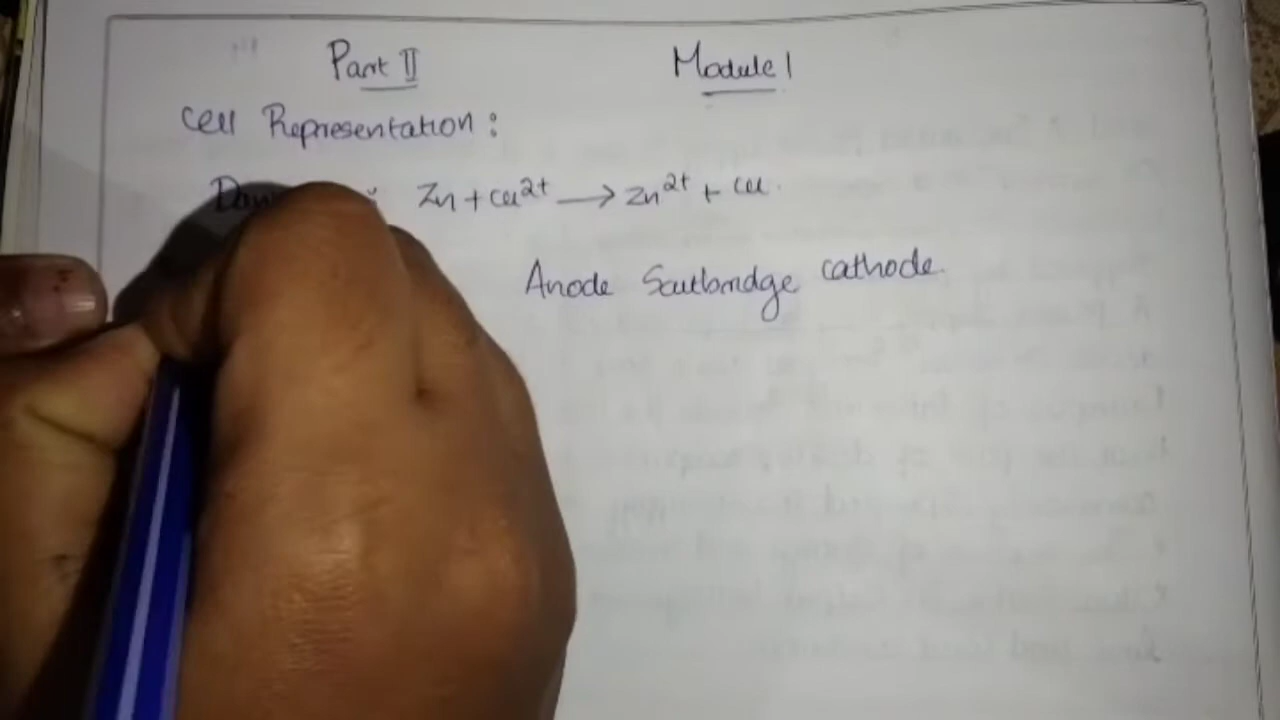 Part II Module 1
Cell Representation :
Zn + Cu²⁺ ⟶ Zn²⁺ + Cu.
Anode Saltbridge cathode.